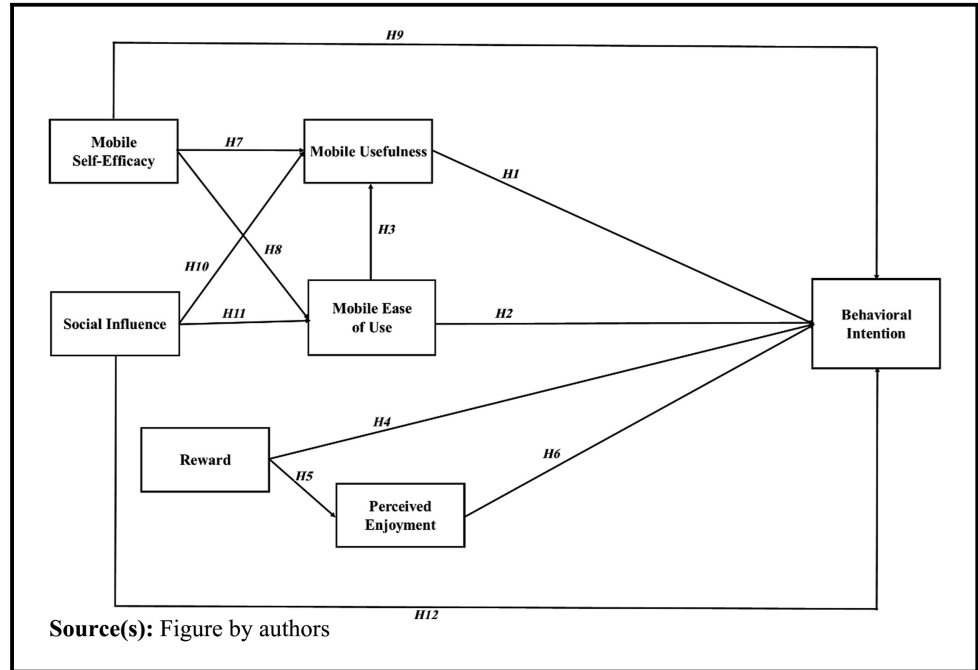 H9
Mobile
Self-Efficacy
H7
Mobile Usefulness
H1
H3
H10
H8
Social Influence
H11
Mobile Ease
of Use
H2
Behavioral
Intention
Reward
H4
H5
H6
Perceived
Enjoyment
H12
Source(s): Figure by authors